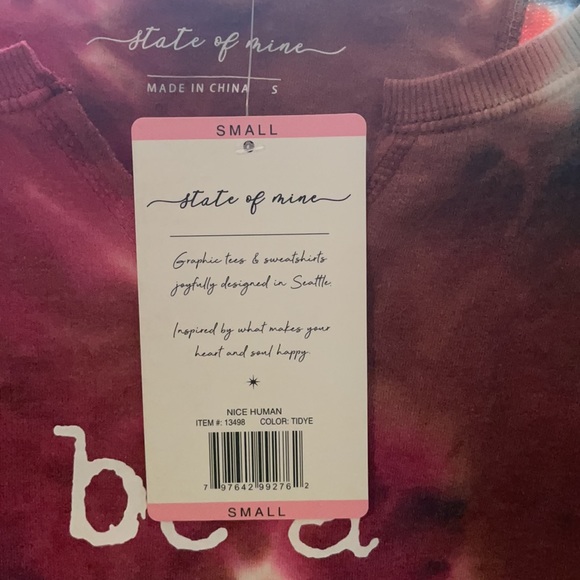 state of mine
MADE IN CHINA S
SMALL
state of mine
Graphic tees & sweatshirts
joyfully designed in Seattle.
Inspired by what makes your
heart and soul happy.
NICE HUMAN
ITEM #: 13498 COLOR: TIDYE
7 97642 99276 2
SMALL
be a